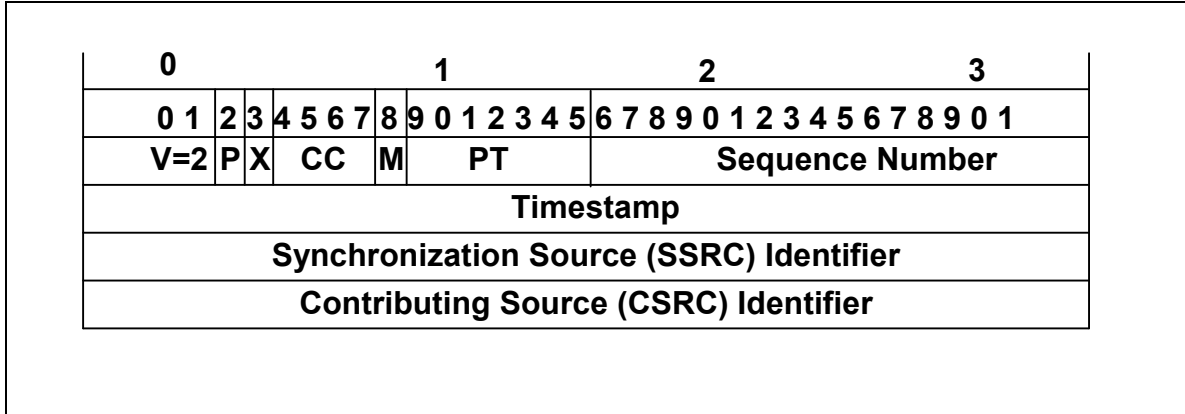 0 1 2 3
0 1 2 3 4 5 6 7 8 9 0 1 2 3 4 5 6 7 8 9 0 1 2 3 4 5 6 7 8 9 0 1
V=2 P X CC M PT Sequence Number
Timestamp
Synchronization Source (SSRC) Identifier
Contributing Source (CSRC) Identifier